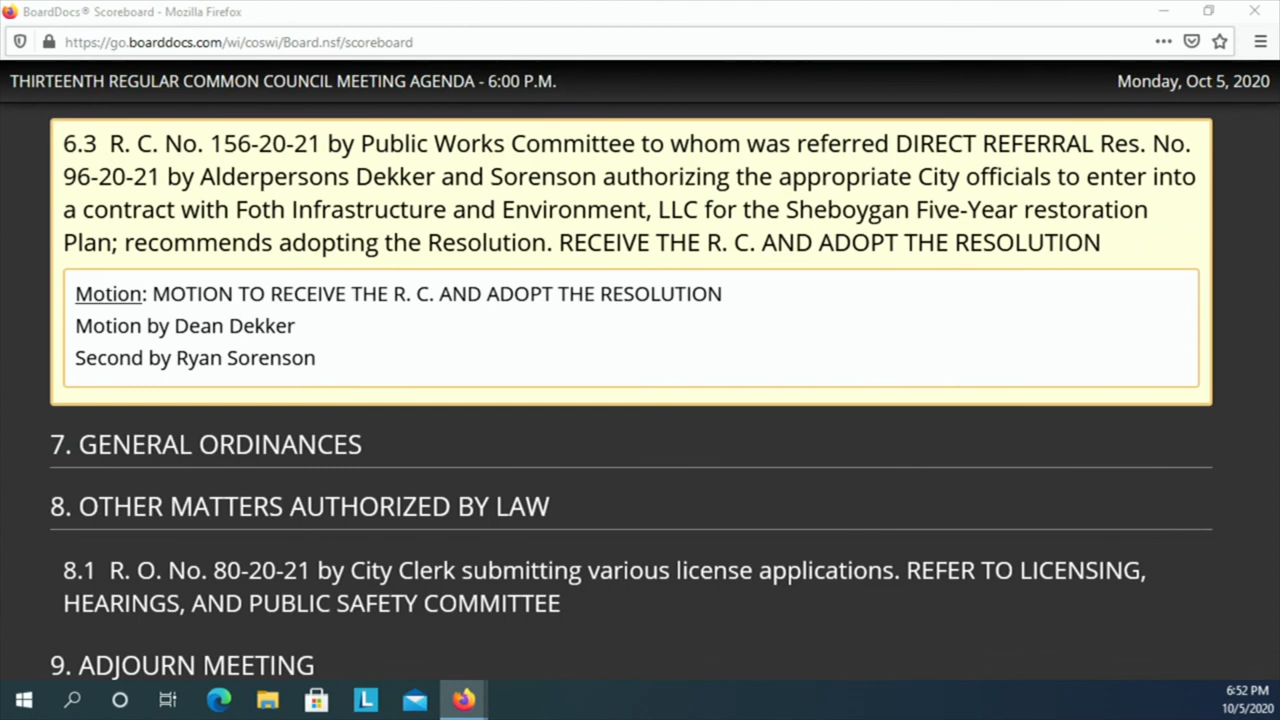 BoardDocs® Scoreboard - Mozilla Firefox
https://go.boarddocs.com/wi/coswi/Board.nsf/scoreboard
THIRTEENTH REGULAR COMMON COUNCIL MEETING AGENDA - 6:00 P.M.
Monday, Oct 5, 2020
6.3 R. C. No. 156-20-21 by Public Works Committee to whom was referred DIRECT REFERRAL Res. No.
96-20-21 by Alderpersons Dekker and Sorenson authorizing the appropriate City officials to enter into
a contract with Foth Infrastructure and Environment, LLC for the Sheboygan Five-Year restoration
Plan; recommends adopting the Resolution. RECEIVE THE R. C. AND ADOPT THE RESOLUTION
Motion: MOTION TO RECEIVE THE R. C. AND ADOPT THE RESOLUTION
Motion by Dean Dekker
Second by Ryan Sorenson
7. GENERAL ORDINANCES
8. OTHER MATTERS AUTHORIZED BY LAW
8.1 R. O. No. 80-20-21 by City Clerk submitting various license applications. REFER TO LICENSING,
HEARINGS, AND PUBLIC SAFETY COMMITTEE
9. ADJOURN MEETING
L
6:52 PM
10/5/2020